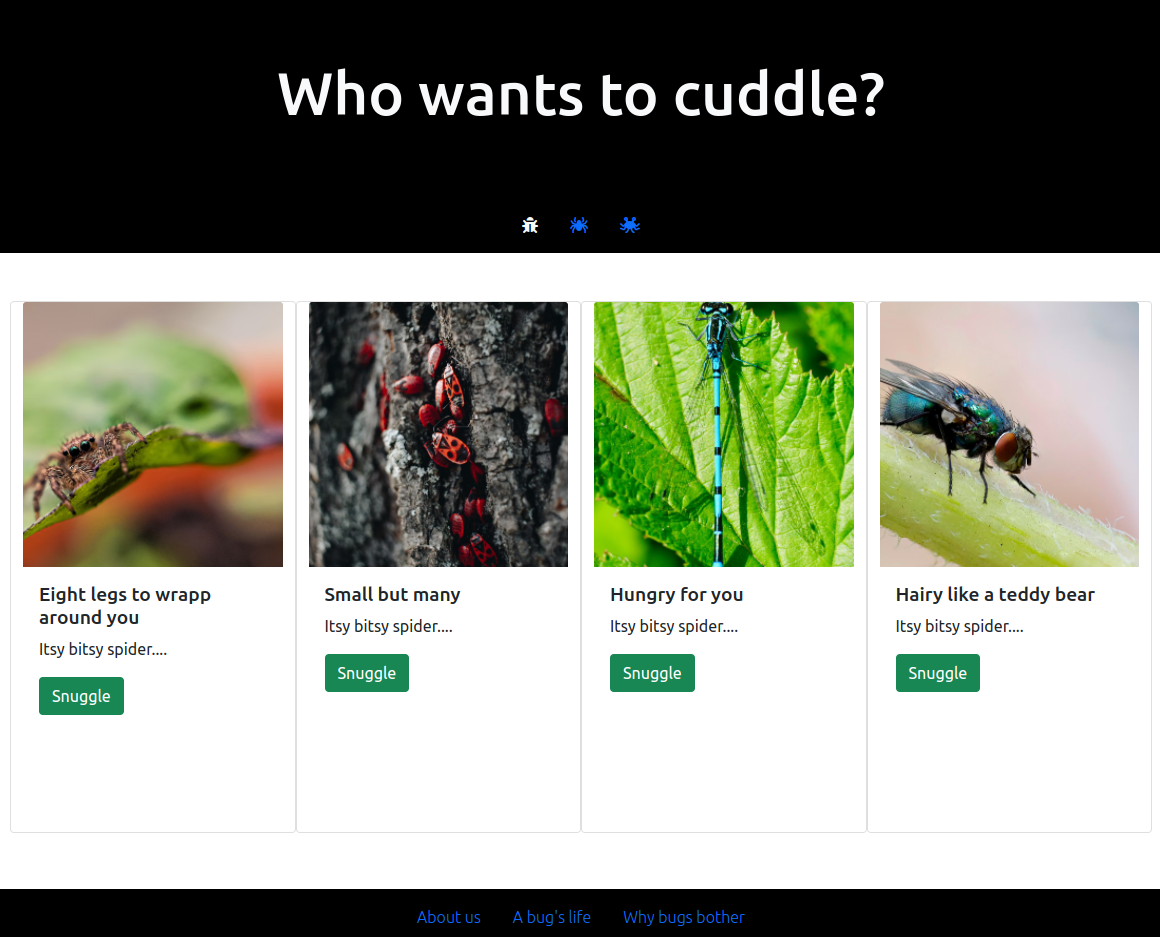 Who wants to cuddle?
Eight legs to wrapp
around you
Itsy bitsy spider....
Snuggle
Small but many
Itsy bitsy spider....
Snuggle
Hungry for you
Itsy bitsy spider....
Snuggle
Hairy like a teddy bear
Itsy bitsy spider....
Snuggle
About us
A bug's life
Why bugs bother